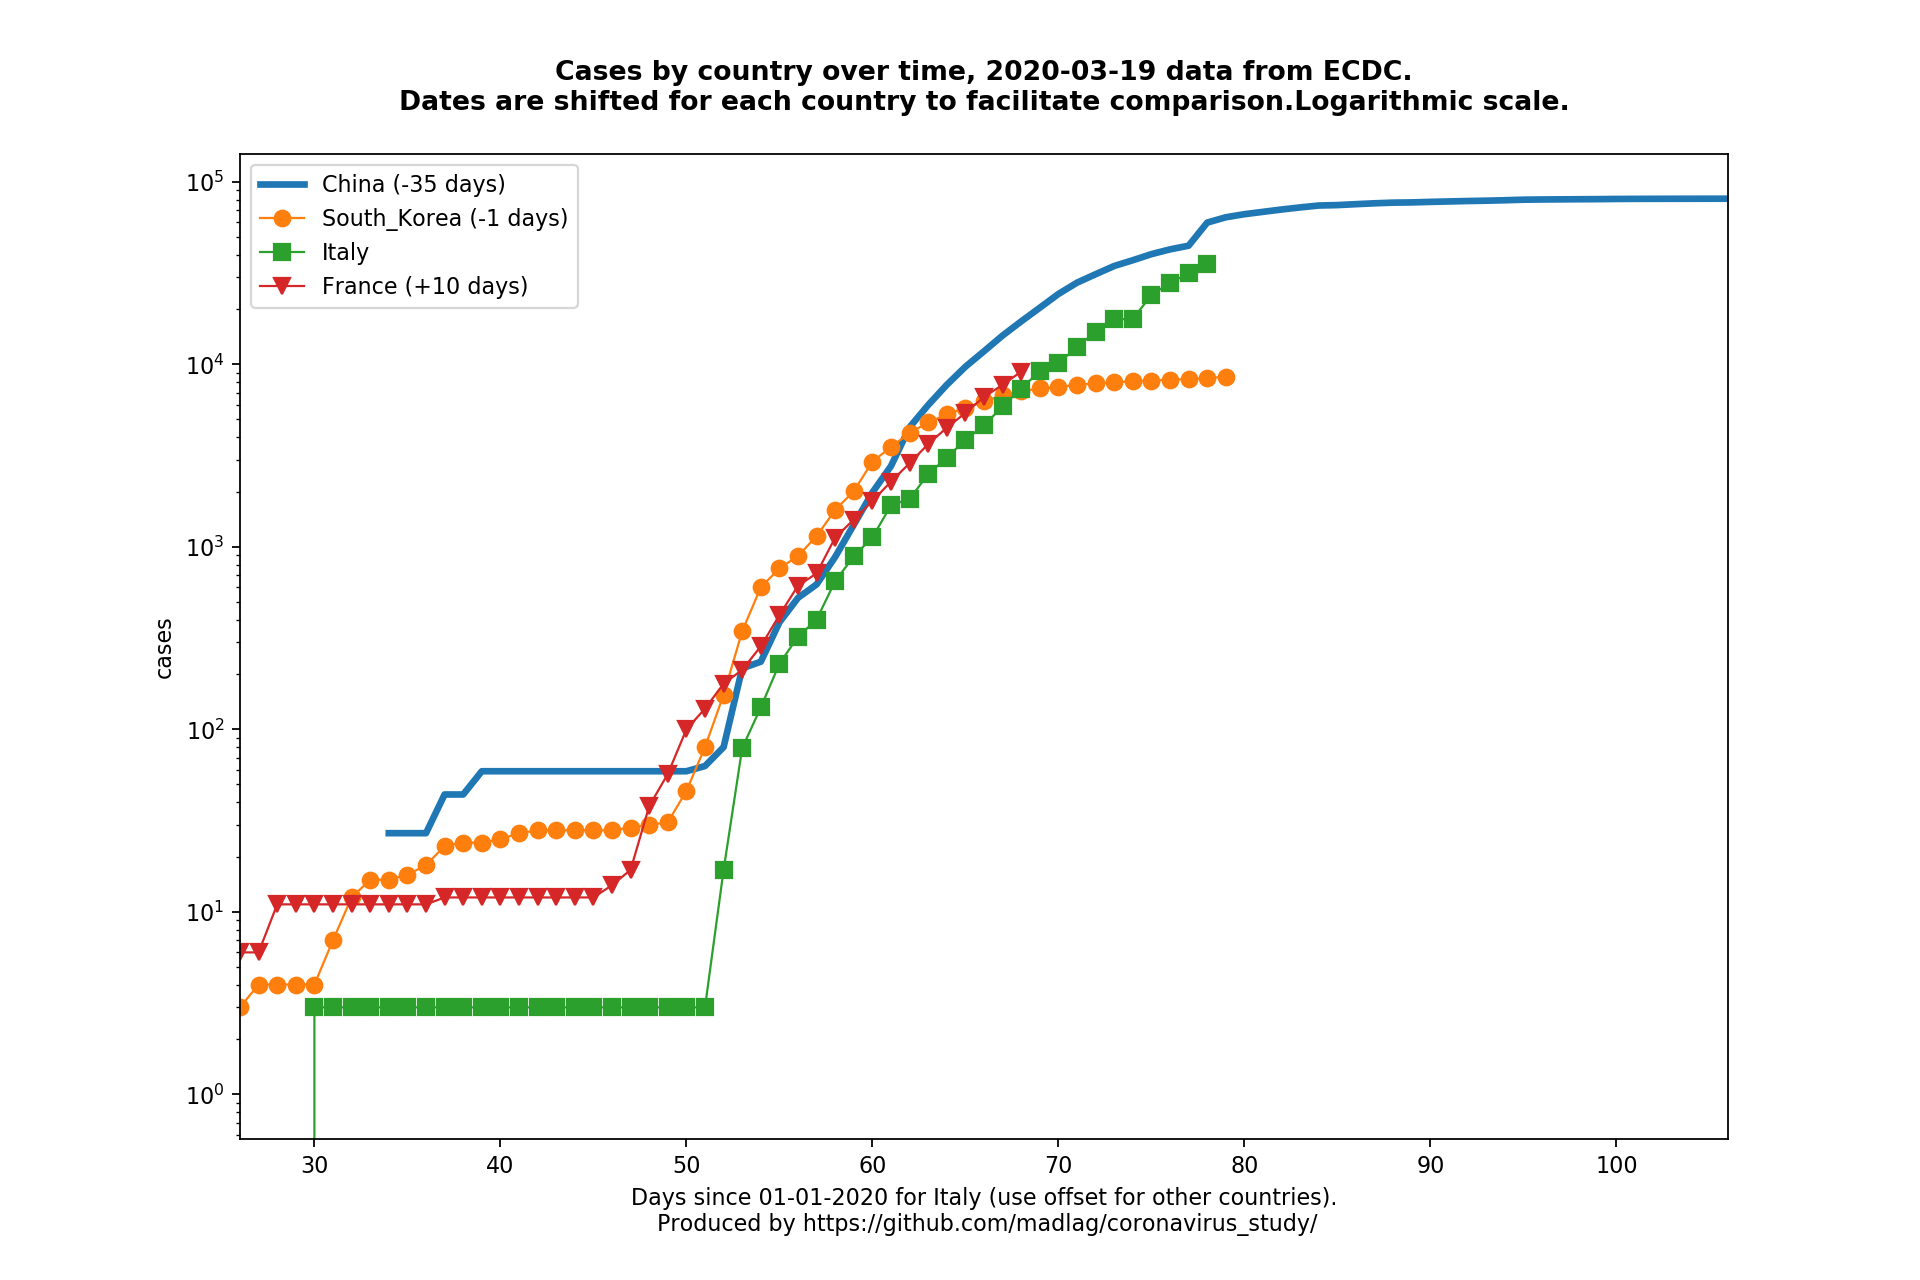 Cases by country over time, 2020-03-19 data from ECDC.
Dates are shifted for each country to facilitate comparison.Logarithmic scale.
China (-35 days)
South_Korea (-1 days)
Italy
France (+10 days)
10⁵
10⁴
10³
10²
10¹
10⁰
cases
30 40 50 60 70 80 90 100
Days since 01-01-2020 for Italy (use offset for other countries).
Produced by https://github.com/madlag/coronavirus_study/